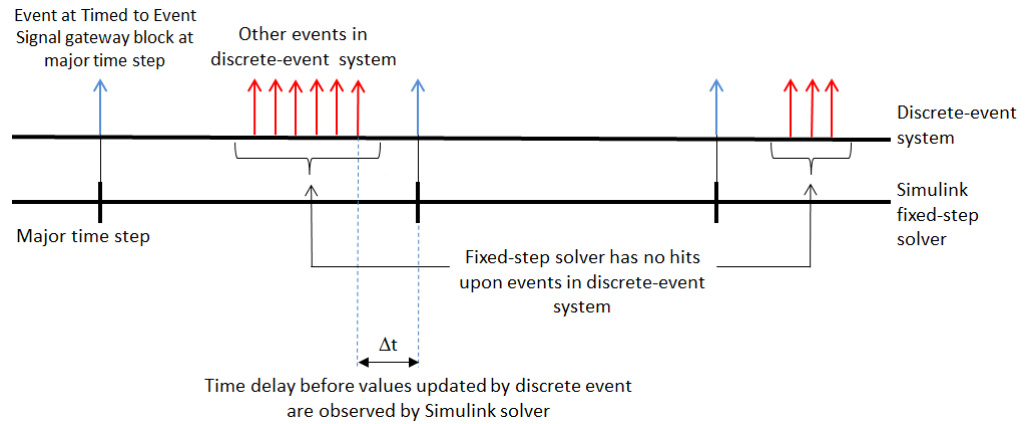 Event at Timed to Event
Signal gateway block at
major time step
Other events in
discrete-event system
Discrete-event
system
Simulink
fixed-step
solver
Major time step
Fixed-step solver has no hits
upon events in discrete-event
system
Δt
Time delay before values updated by discrete event
are observed by Simulink solver